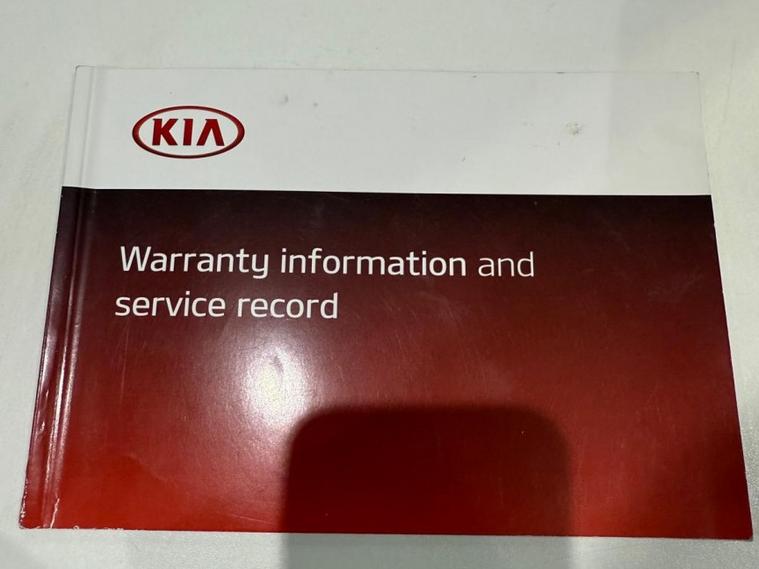 KIA
Warranty information and
service record